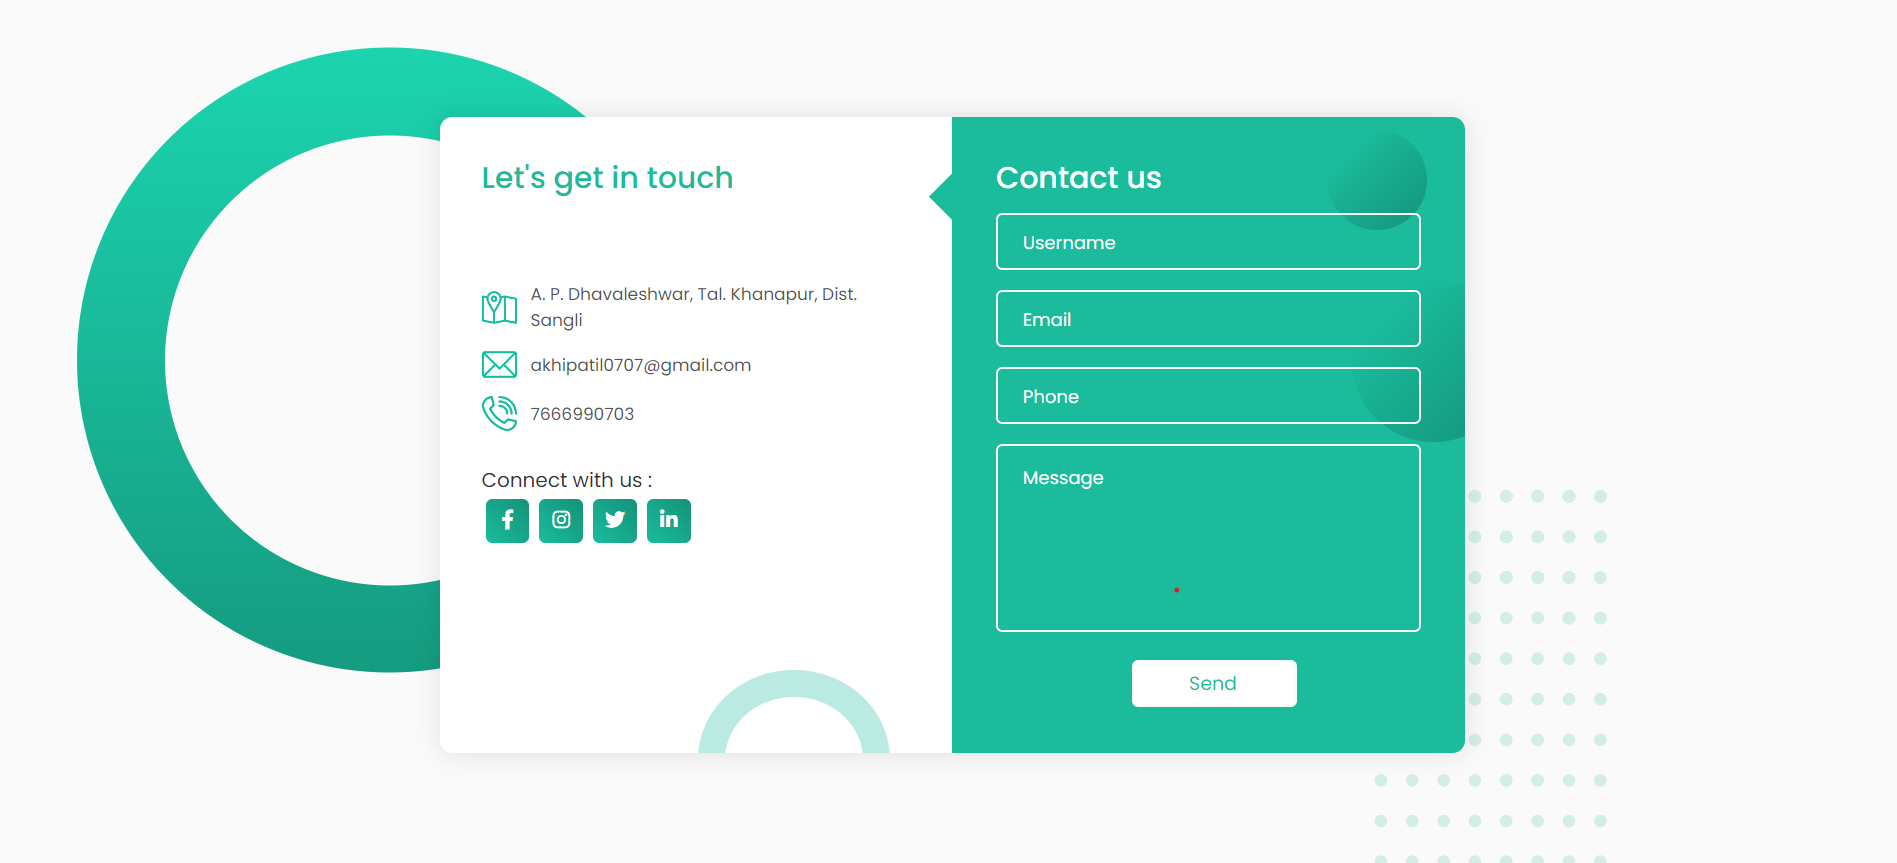 Let's get in touch
A. P. Dhavaleshwar, Tal. Khanapur, Dist.
Sangli
akhipatil0707@gmail.com
7666990703
Connect with us :
Contact us
Username
Email
Phone
Message
Send